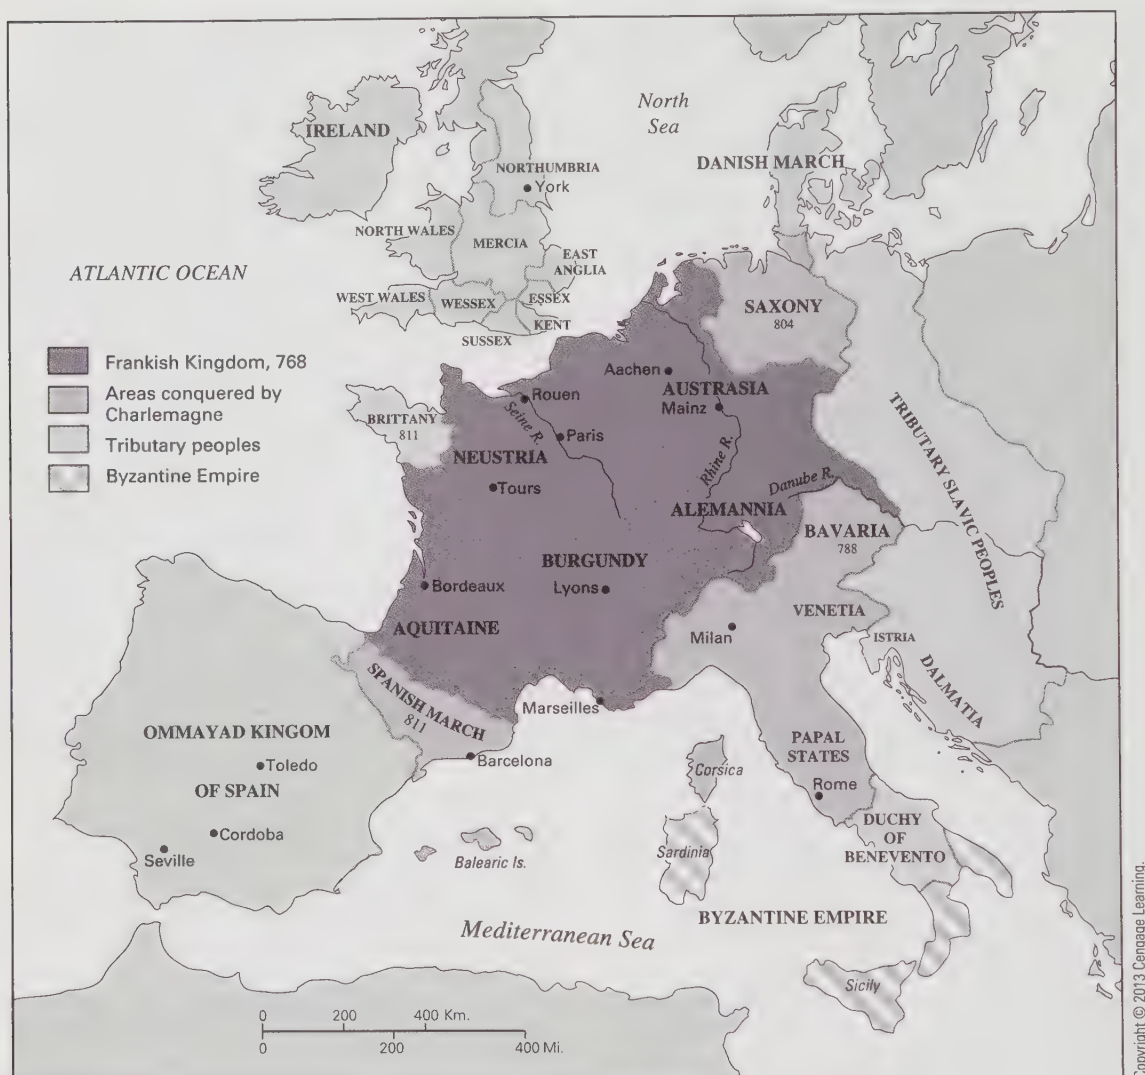 North
Sea
IRELAND
DANISH MARCH
NORTHUMBRIA
York
NORTH WALES
MERCIA
EAST
ANGLIA
ATLANTIC OCEAN
WEST WALES
WESSEX
ESSEX
KENT
SUSSEX
SAXONY
804
Frankish Kingdom, 768
Areas conquered by
Charlemagne
Tributary peoples
Byzantine Empire
Aachen
AUSTRASIA
Mainz
Rouen
Seine R.
Paris
BRITTANY
811
NEUSTRIA
Tours
Rhine R.
Danube R.
ALEMANNIA
BAVARIA
788
TRIBUTARY SLAVIC PEOPLES
BURGUNDY
Lyons
Bordeaux
AQUITAINE
VENETIA
Milan
ISTRIA
DALMATIA
SPANISH MARCH
811
Marseilles
Barcelona
OMMAYAD KINGOM
OF SPAIN
Toledo
Cordoba
Seville
Corsica
PAPAL
STATES
Rome
DUCHY
OF
BENEVENTO
Sardinia
Balearic Is.
BYZANTINE EMPIRE
Mediterranean Sea
Sicily
0 200 400 Km.
0 200 400 Mi.
Copyright © 2013 Cengage Learning.